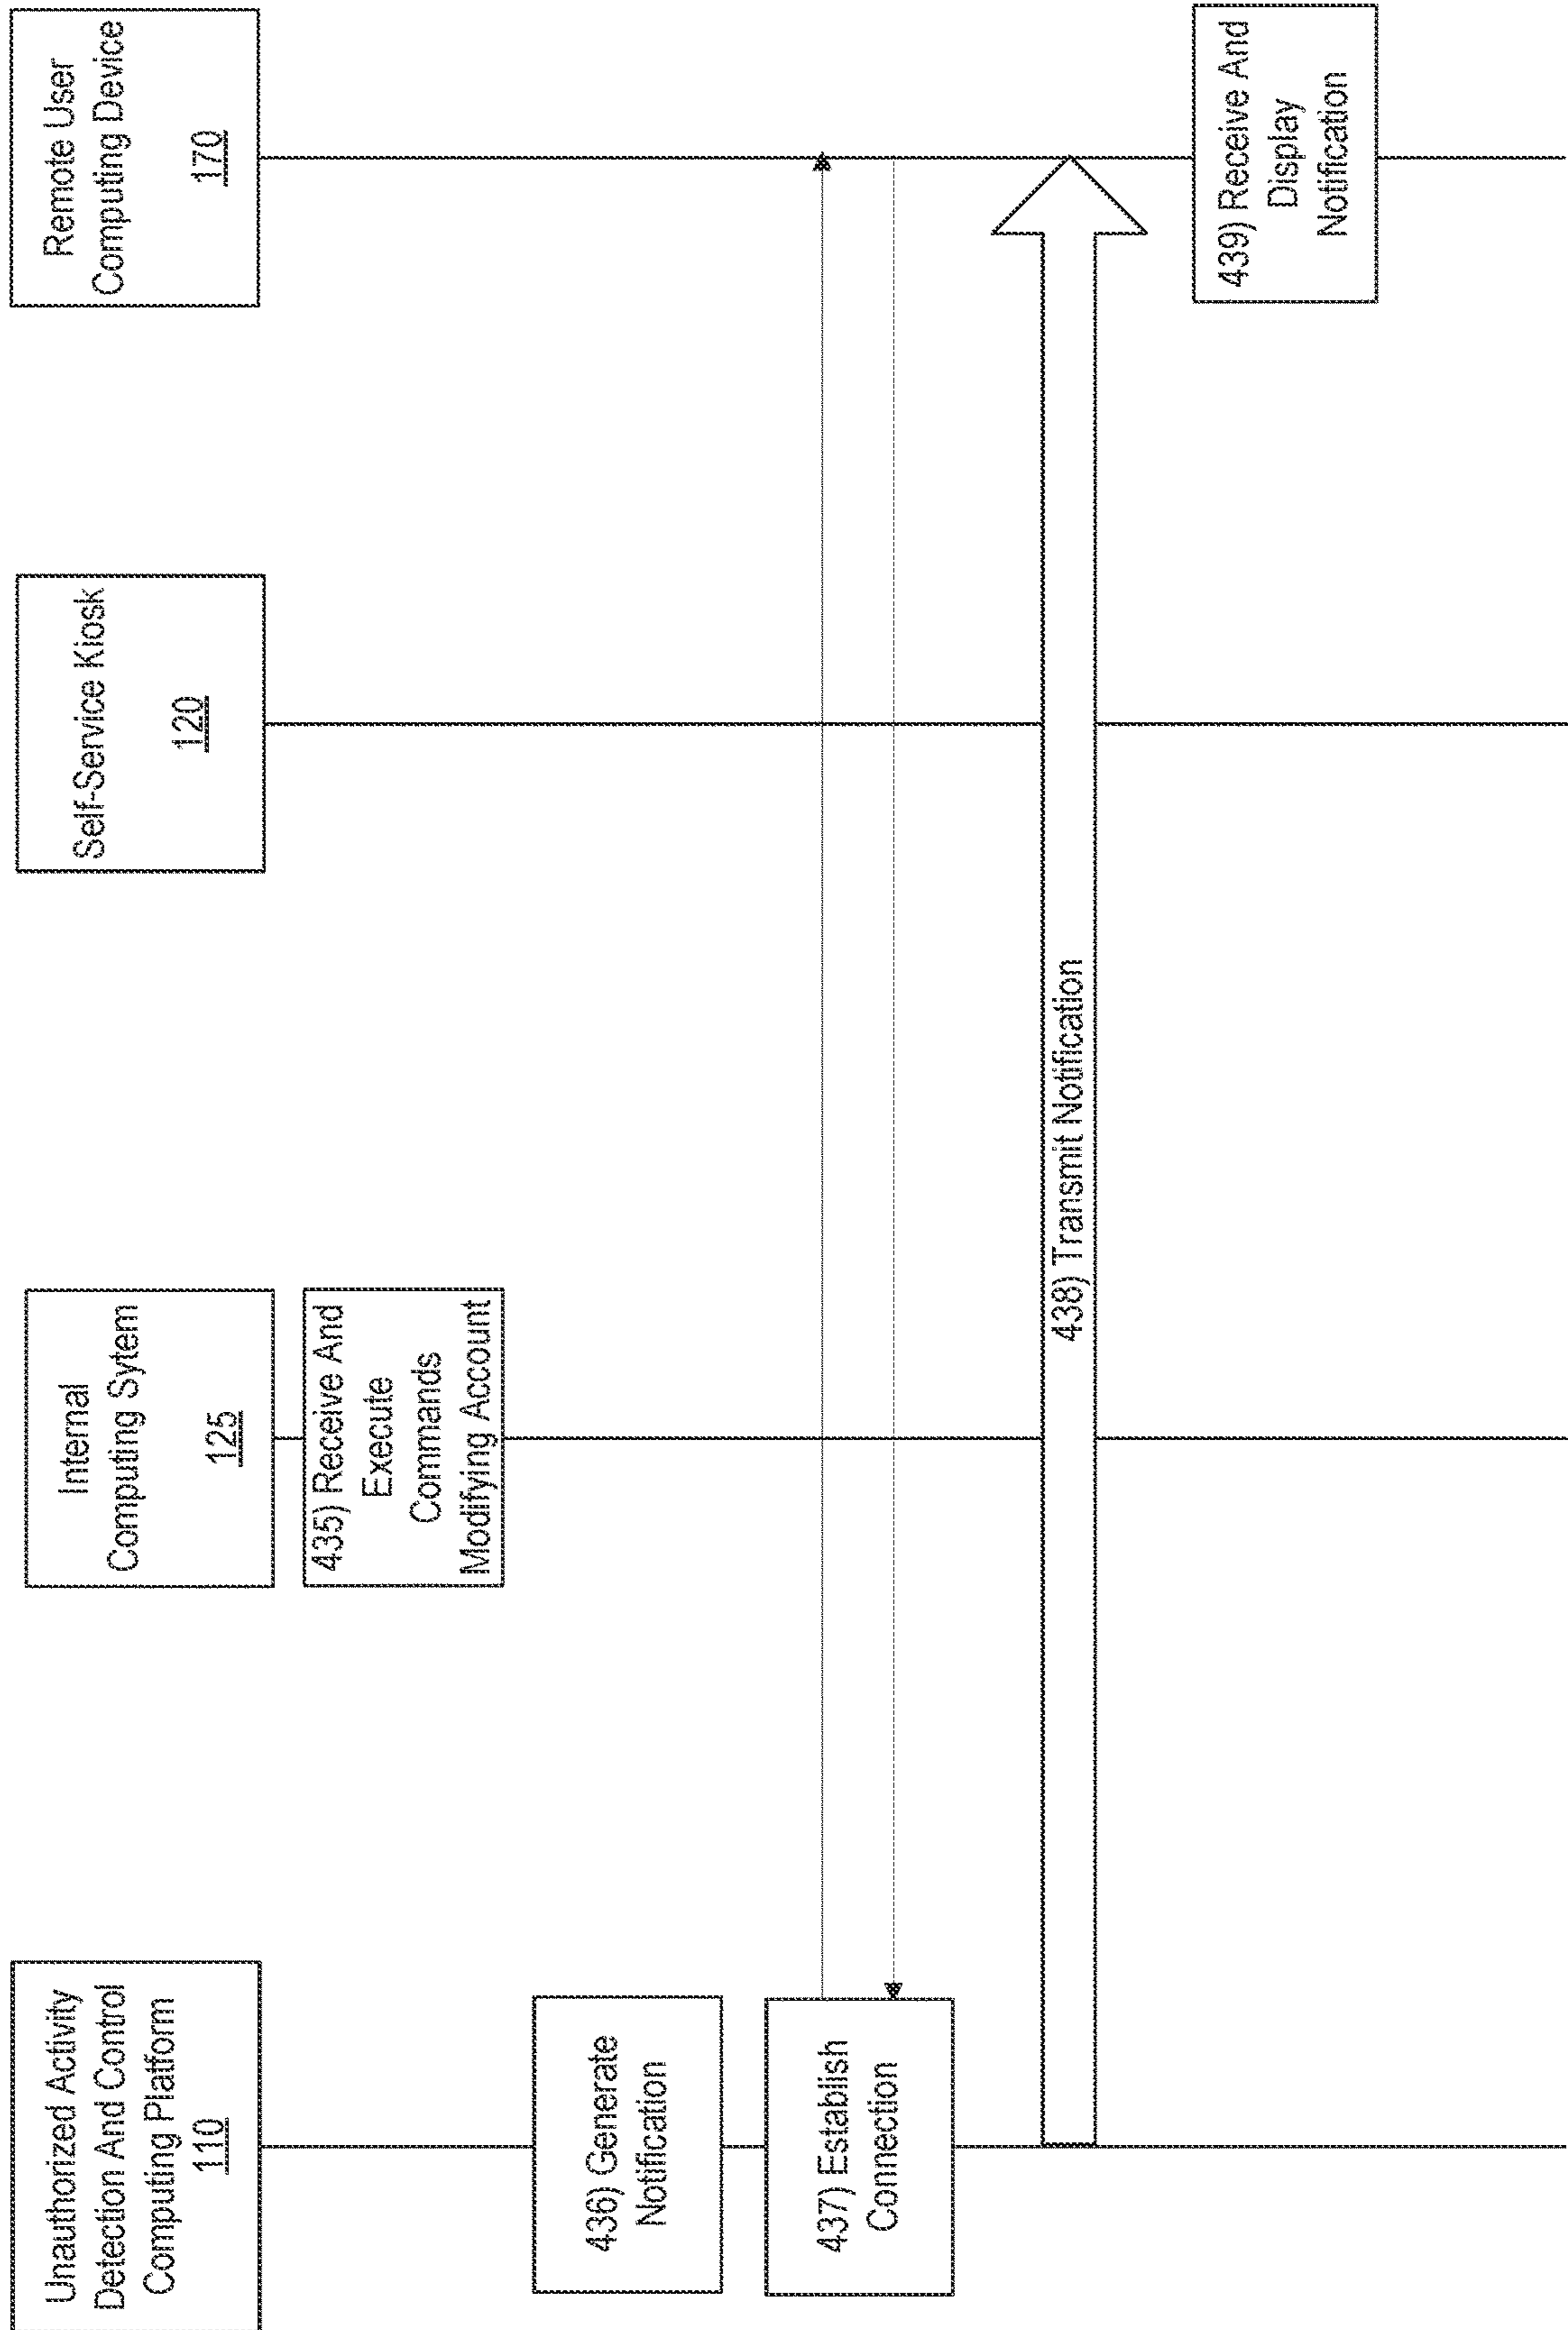 Unauthorized Activity
Detection And Control
Computing Platform
110
Internal
Computing Sytem
125
Self-Service Kiosk
120
Remote User
Computing Device
170
435) Receive And
Execute
Commands
Modifying Account
436) Generate
Notification
437) Establish
Connection
438) Transmit Notification
439) Receive And
Display
Notification